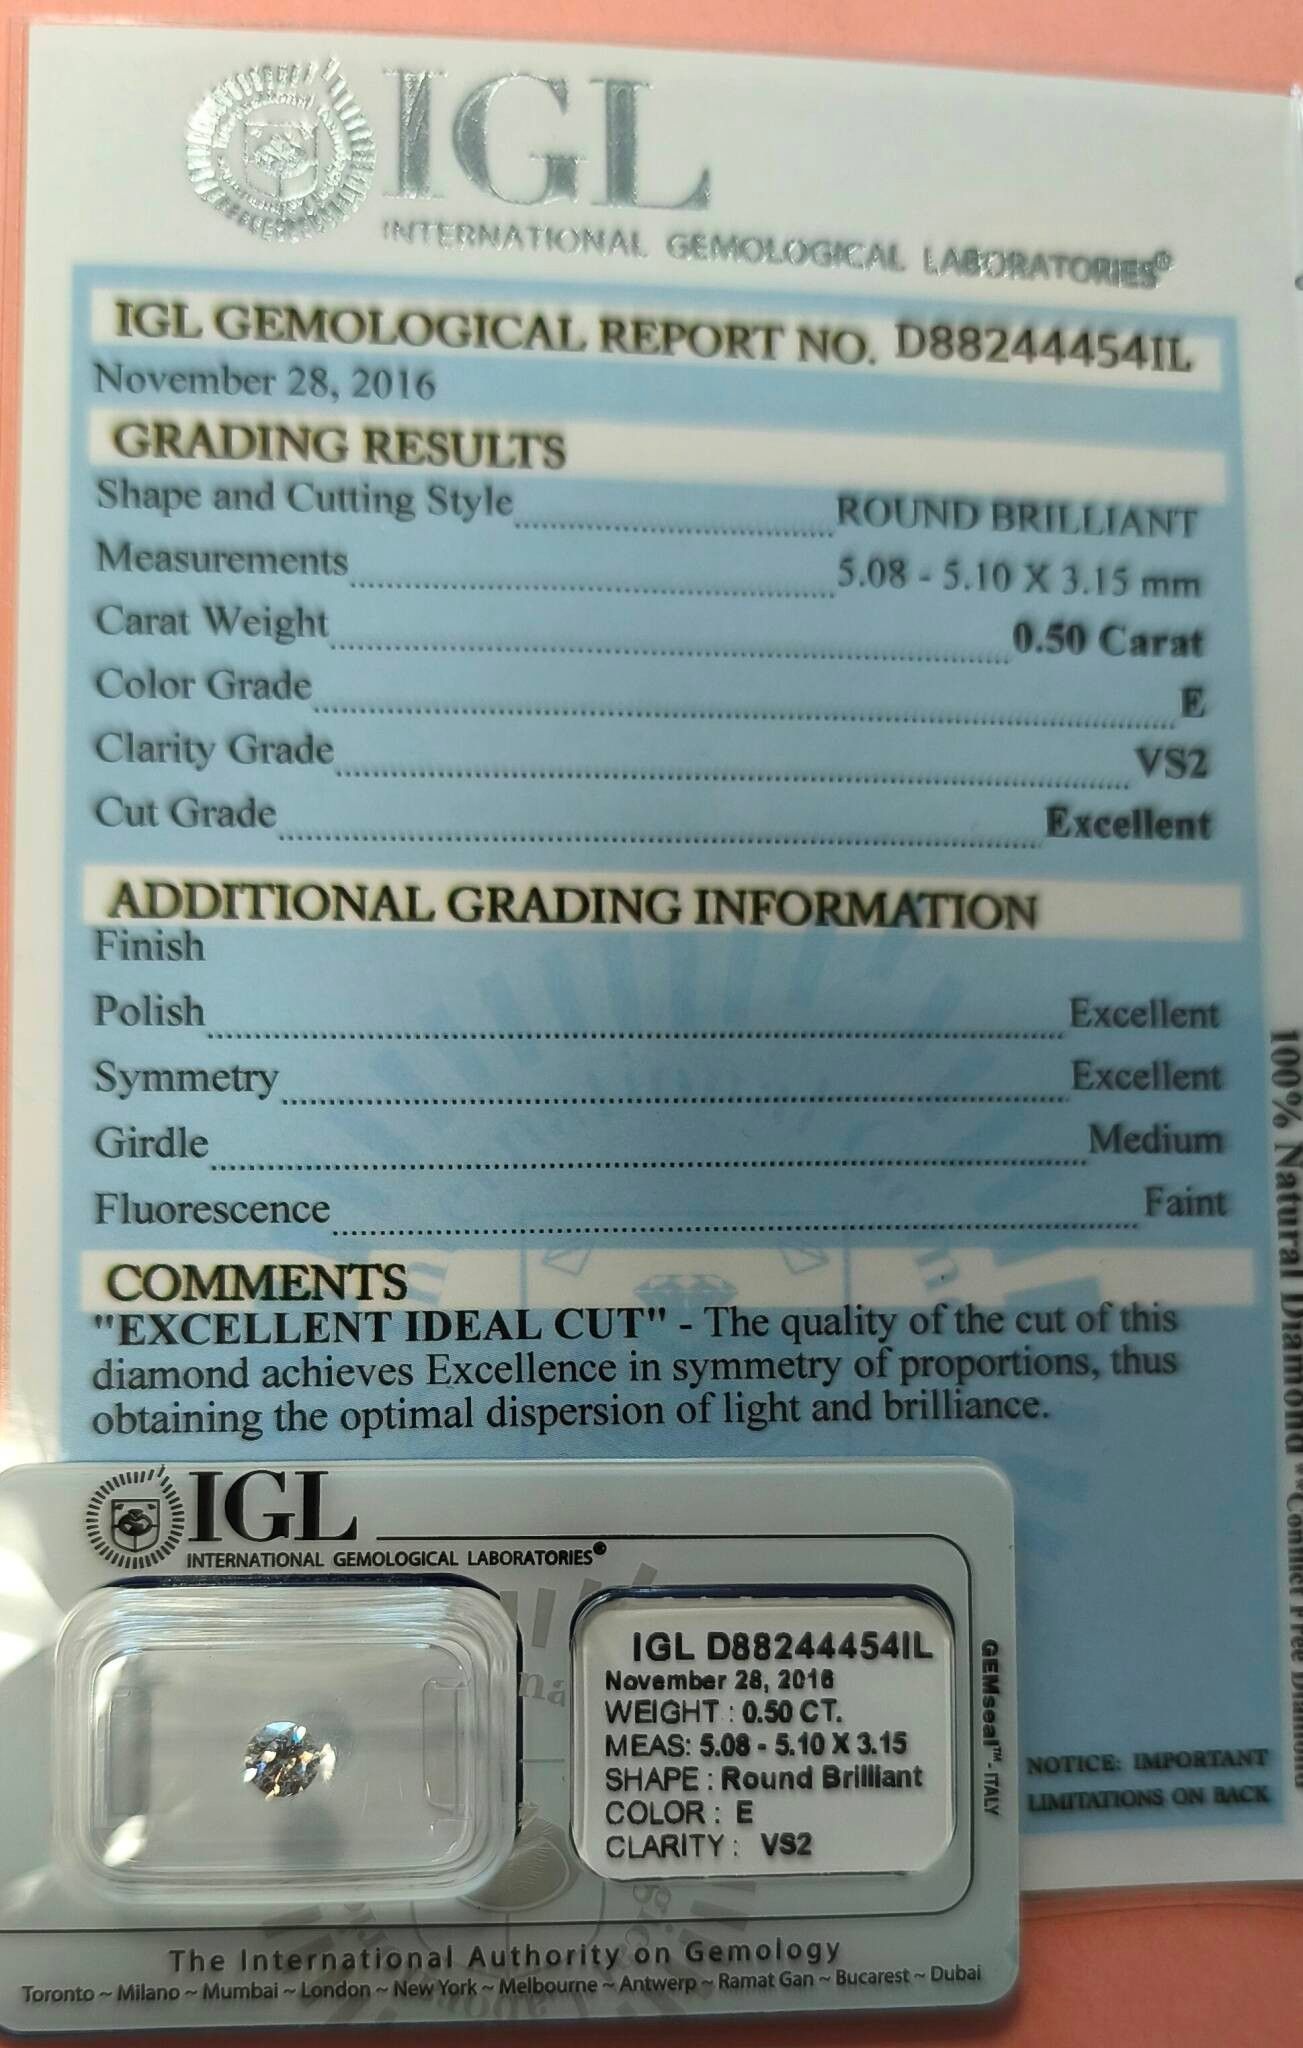 IGL
INTERNATIONAL GEMOLOGICAL LABORATORIES®
IGL GEMOLOGICAL REPORT NO. D88244454IL
November 28, 2016
GRADING RESULTS
Shape and Cutting Style ROUND BRILLIANT
Measurements 5.08 - 5.10 X 3.15 mm
Carat Weight 0.50 Carat
Color Grade E
Clarity Grade VS2
Cut Grade Excellent
ADDITIONAL GRADING INFORMATION
Finish
Polish Excellent
Symmetry Excellent
Girdle Medium
Fluorescence Faint
COMMENTS
"EXCELLENT IDEAL CUT" - The quality of the cut of this
diamond achieves Excellence in symmetry of proportions, thus
obtaining the optimal dispersion of light and brilliance.
100% Natural Diamond **Conflict Free Diamond
NOTICE: IMPORTANT
LIMITATIONS ON BACK
IGL
INTERNATIONAL GEMOLOGICAL LABORATORIES®
IGL D88244454IL
November 28, 2016
WEIGHT : 0.50 CT.
MEAS: 5.08 - 5.10 X 3.15
SHAPE : Round Brilliant
COLOR : E
CLARITY : VS2
GEMseal™ - ITALY
The International Authority on Gemology
Toronto ~ Milano ~ Mumbai ~ London ~ New York ~ Melbourne ~ Antwerp ~ Ramat Gan ~ Bucarest ~ Dubai